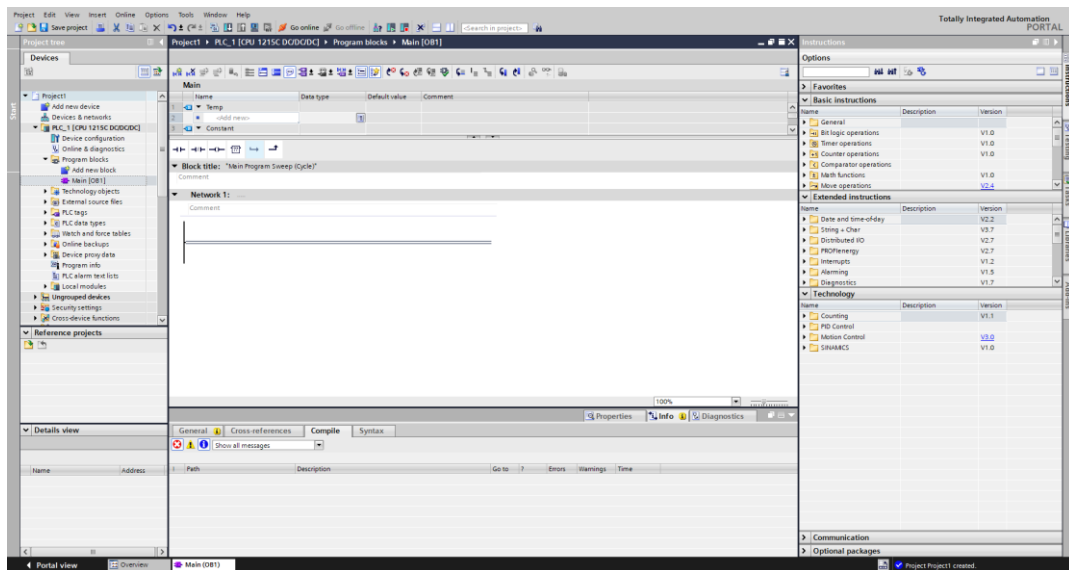 Project Edit View Insert Online Options Tools Window Help
Totally Integrated Automation
PORTAL
Save project
Go online
Go offline
<Search in project>
Project tree
Project1 ▸ PLC_1 [CPU 1215C DC/DC/DC] ▸ Program blocks ▸ Main [OB1]
Instructions
Devices
Options
Start
Project1
Add new device
Devices & networks
PLC_1 [CPU 1215C DC/DC/DC]
Device configuration
Online & diagnostics
Program blocks
Add new block
Main [OB1]
Technology objects
External source files
PLC tags
PLC data types
Watch and force tables
Online backups
Device proxy data
Program info
PLC alarm text lists
Local modules
Ungrouped devices
Security settings
Cross-device functions
Reference projects
Details view
Name Address
Main
Name Data type Default value Comment
1 Temp
2 <Add new>
3 Constant
Block title: "Main Program Sweep (Cycle)"
Comment
Network 1: ....
Comment
100%
Properties Info Diagnostics
General Cross-references Compile Syntax
Show all messages
! Path Description Go to ? Errors Warnings Time
Favorites
Basic instructions
Name Description Version
General
Bit logic operations V1.0
Timer operations V1.0
Counter operations V1.0
Comparator operations
Math functions V1.0
Move operations V2.4
Extended instructions
Name Description Version
Date and time-of-day V2.2
String + Char V3.7
Distributed I/O V2.7
PROFIenergy V2.7
Interrupts V1.2
Alarming V1.5
Diagnostics V1.7
Technology
Name Description Version
Counting V1.1
PID Control
Motion Control V3.0
SINAMICS V1.0
Communication
Optional packages
Instructions
Testing
Tasks
Libraries
Add-ins
Portal view
Overview
Main (OB1)
Project Project1 created.